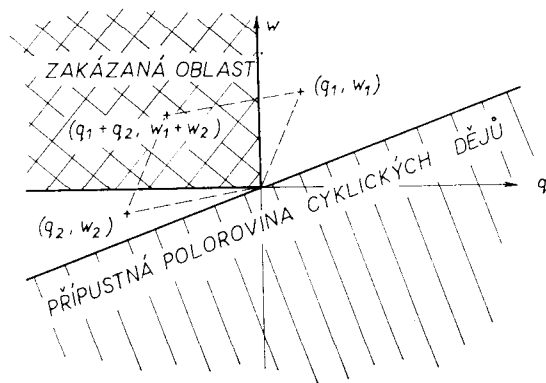 w
ZAKÁZANÁ OBLAST
(q₁, w₁)
(q₁ + q₂, w₁ + w₂)
q
(q₂, w₂)
PŘÍPUSTNÁ POLOROVINA CYKLICKÝCH DĚJŮ